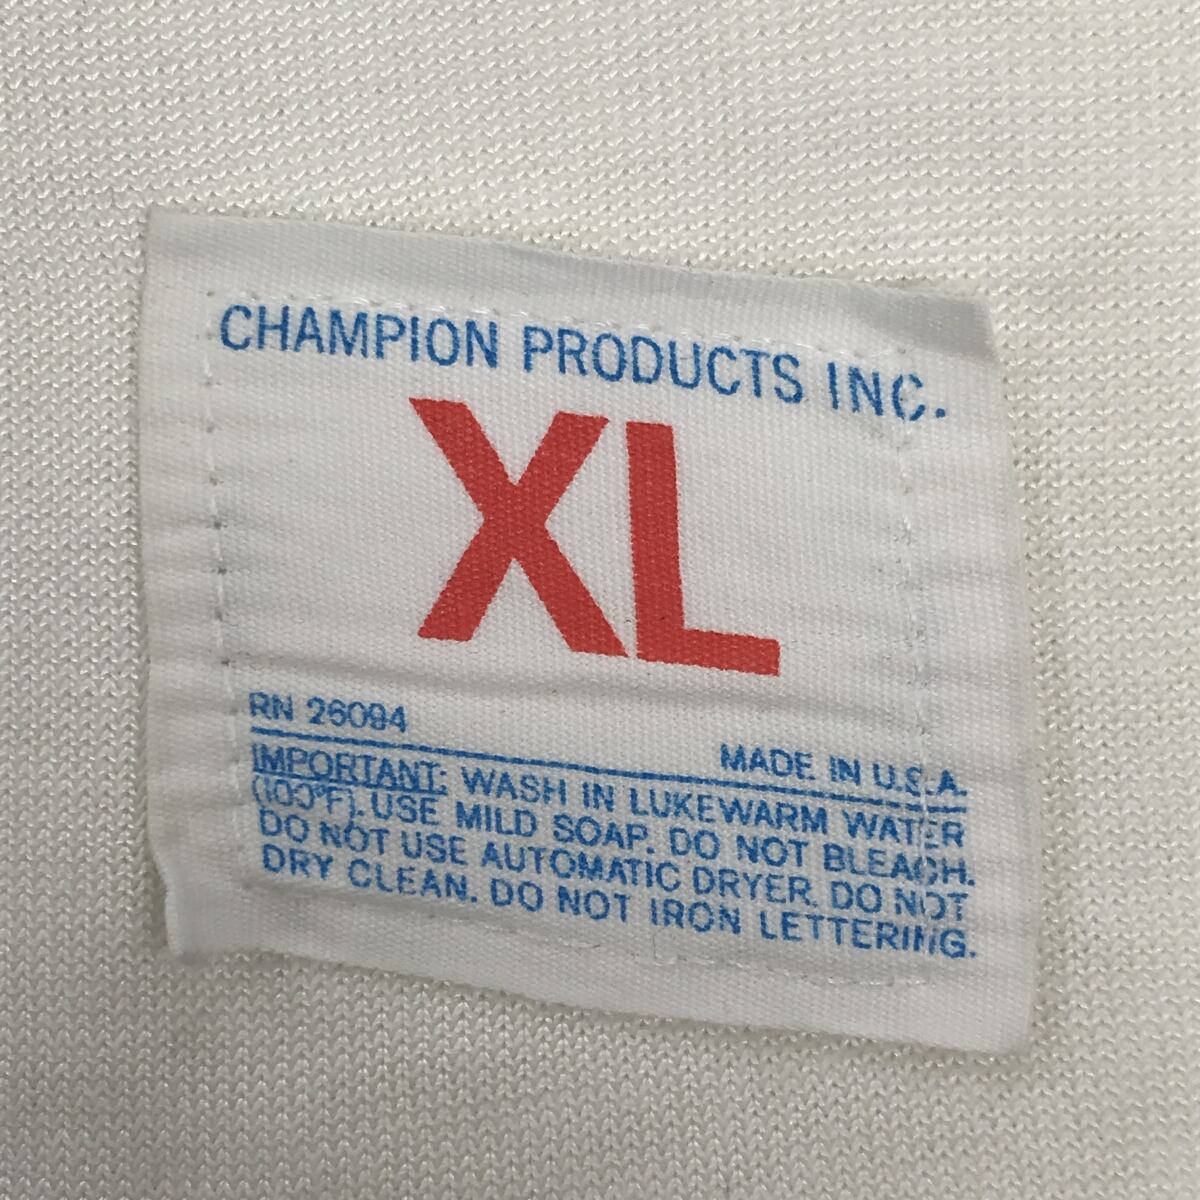 CHAMPION PRODUCTS INC.
XL
RN 26094
MADE IN U.S.A.
IMPORTANT: WASH IN LUKEWARM WATER
(100°F). USE MILD SOAP. DO NOT BLEACH.
DO NOT USE AUTOMATIC DRYER. DO NOT
DRY CLEAN. DO NOT IRON LETTERING.